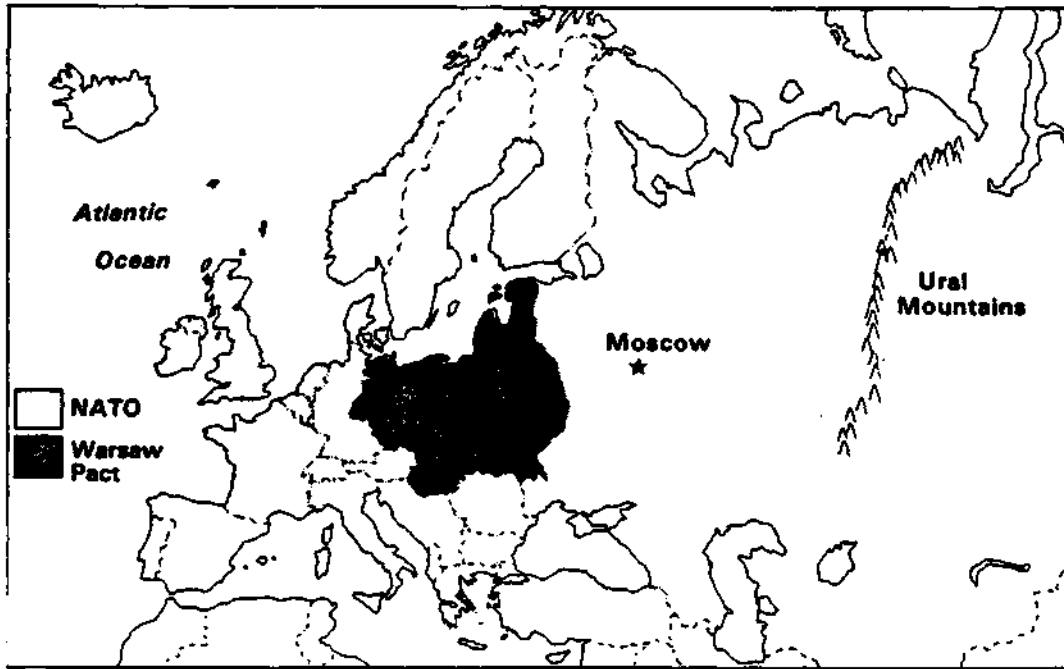 Atlantic
Ocean
Ural
Mountains
Moscow
NATO
Warsaw
Pact